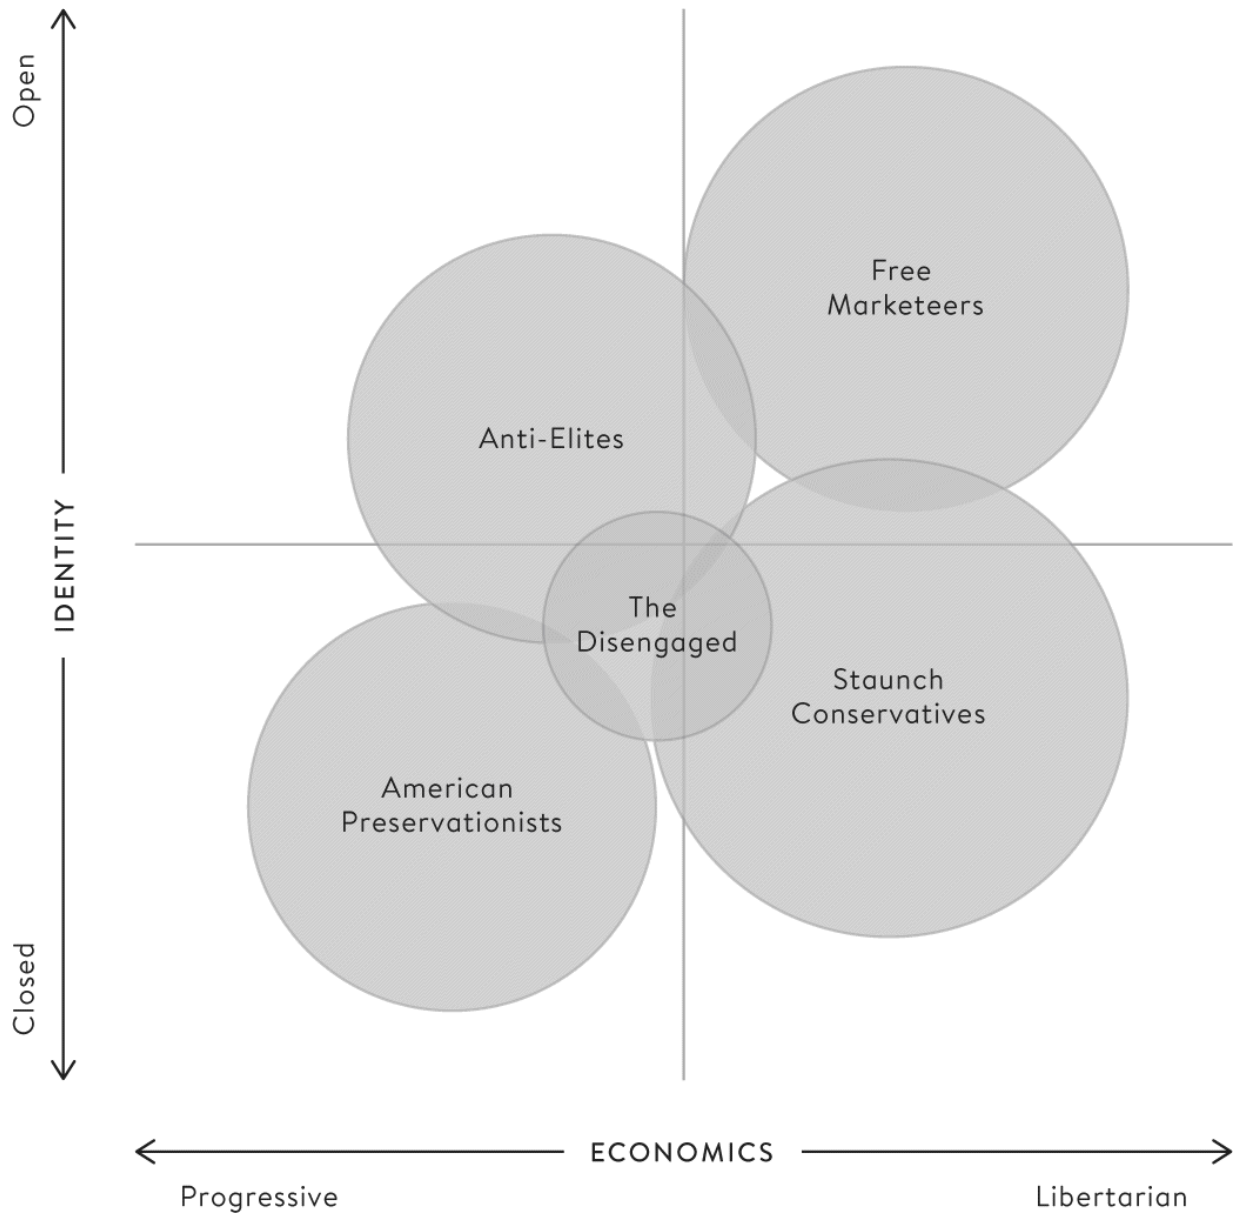 Open
Free
Marketeers
Anti-Elites
IDENTITY
The
Disengaged
Staunch
Conservatives
American
Preservationists
Closed
ECONOMICS
Progressive
Libertarian